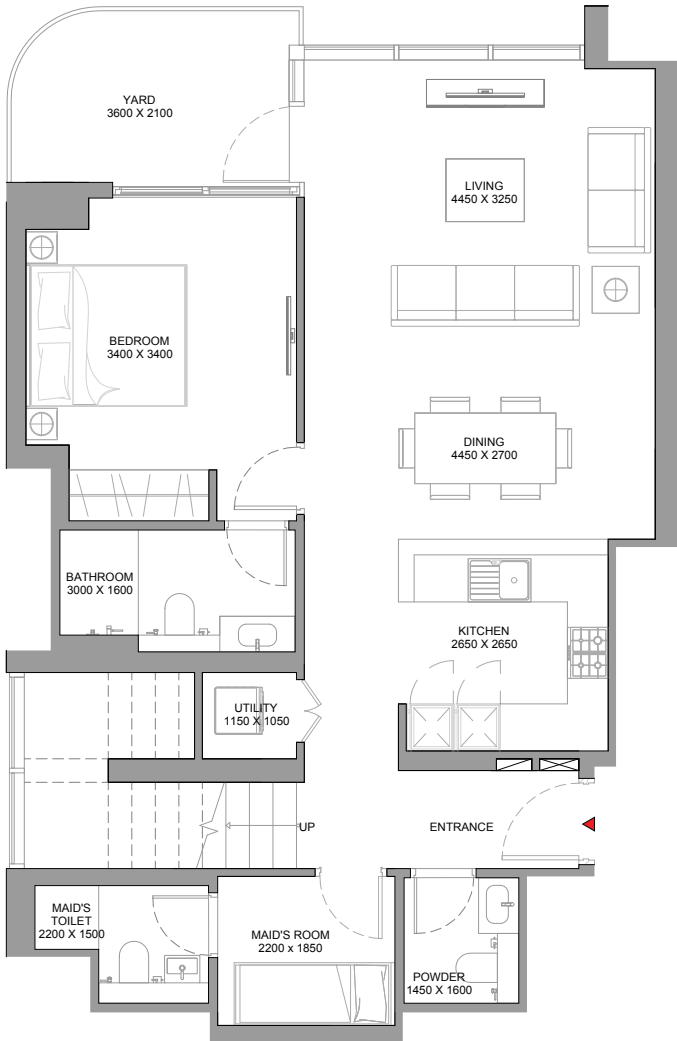 YARD
3600 X 2100
LIVING
4450 X 3250
BEDROOM
3400 X 3400
DINING
4450 X 2700
BATHROOM
3000 X 1600
KITCHEN
2650 X 2650
UTILITY
1150 X 1050
UP
ENTRANCE
MAID'S
TOILET
2200 X 1500
MAID'S ROOM
2200 x 1850
POWDER
1450 X 1600